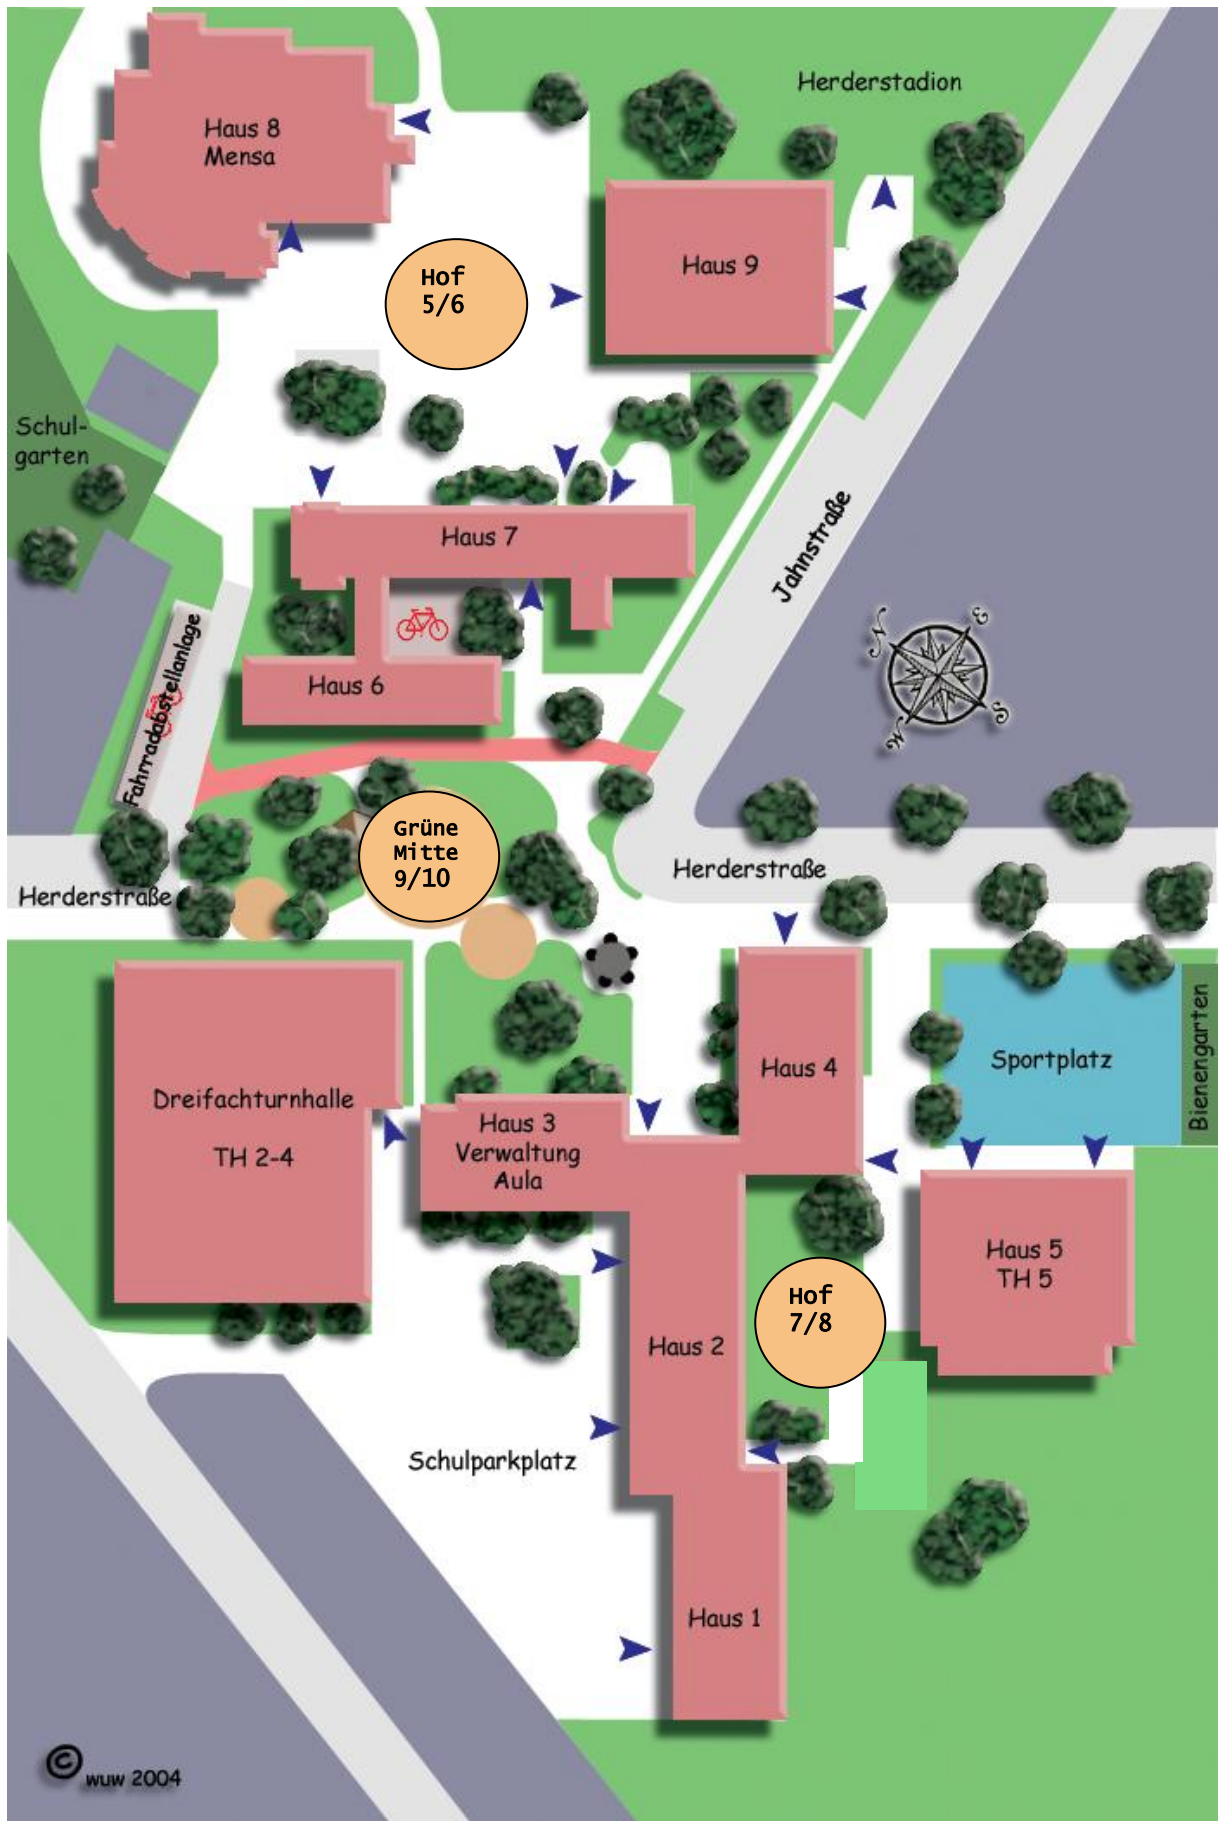 Herderstadion
Haus 8
Mensa
Haus 9
Hof
5/6
Schul-
garten
Haus 7
Jahnstraße
Fahrradabstellanlage
Haus 6
N
E
S
W
Grüne
Mitte
9/10
Herderstraße
Herderstraße
Dreifachturnhalle
TH 2-4
Haus 3
Verwaltung
Aula
Haus 4
Sportplatz
Bienengarten
Haus 5
TH 5
Hof
7/8
Haus 2
Schulparkplatz
Haus 1
© wuw 2004